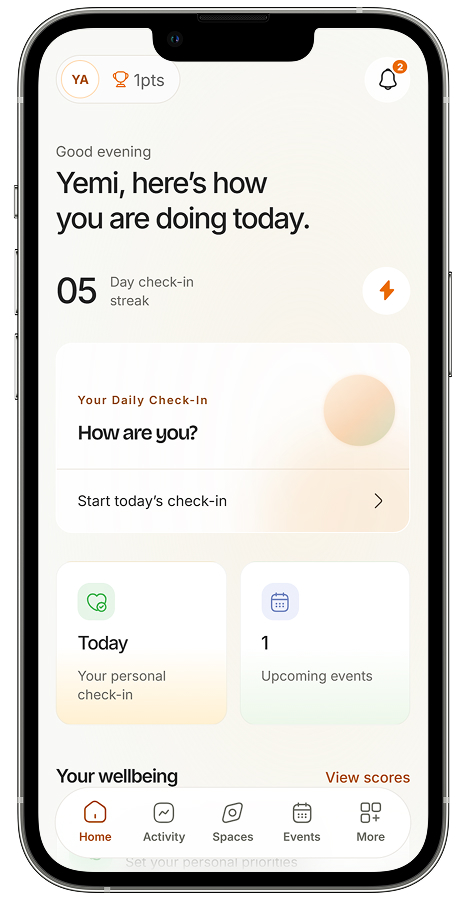 YA
1pts
2
Good evening
Yemi, here’s how
you are doing today.
05
Day check-in
streak
Your Daily Check-In
How are you?
Start today’s check-in
Today
Your personal
check-in
1
Upcoming events
Your wellbeing
View scores
Home
Activity
Spaces
Events
More
Set your personal priorities